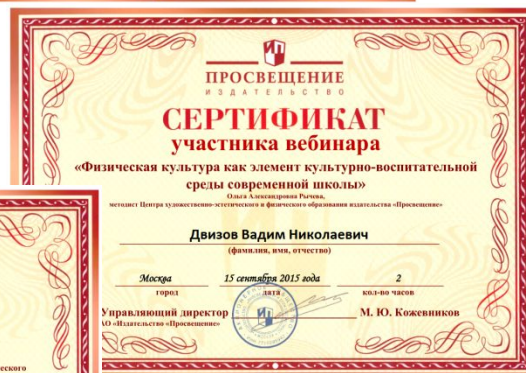 ИП
ПРОСВЕЩЕНИЕ
ИЗДАТЕЛЬСТВО
СЕРТИФИКАТ
участника вебинара
«Физическая культура как элемент культурно-воспитательной
среды современной школы»
Ольга Александровна Рычева,
методист Центра художественно-эстетического и физического образования издательства «Просвещение»
Двизов Вадим Николаевич
(фамилия, имя, отчество)
Москва 15 сентября 2015 года 2
город дата кол-во часов
Управляющий директор М. Ю. Кожевников
АО «Издательство «Просвещение»